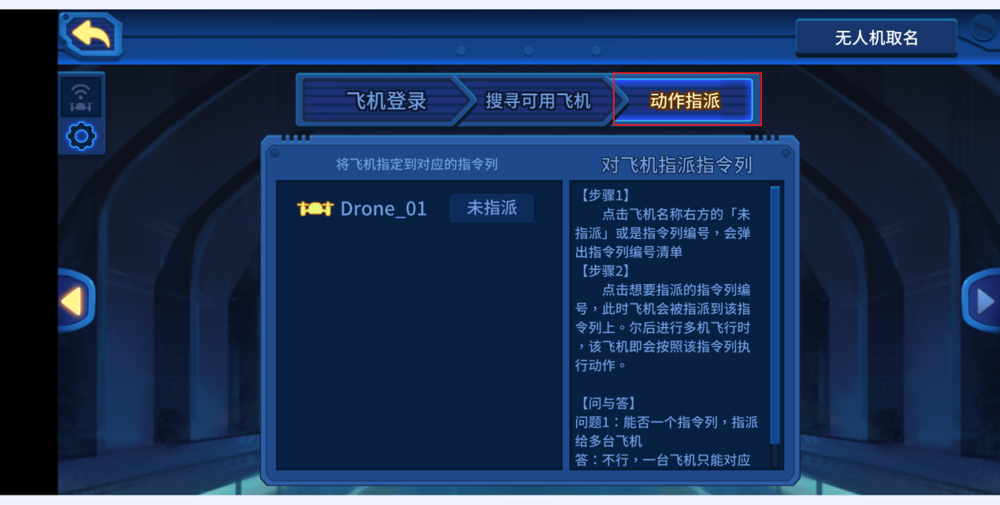 无人机取名
飞机登录
搜寻可用飞机
动作指派
将飞机指定到对应的指令列
Drone_01
未指派
对飞机指派指令列
【步骤1】
点击飞机名称右方的「未
指派」或是指令列编号，会弹
出指令列编号清单
【步骤2】
点击想要指派的指令列编
号，此时飞机会被指派到该指
令列上。尔后进行多机飞行时
，该飞机即会按照该指令列执
行动作。
【问与答】
问题1：能否一个指令列，指派
给多台飞机
答：不行，一台飞机只能对应